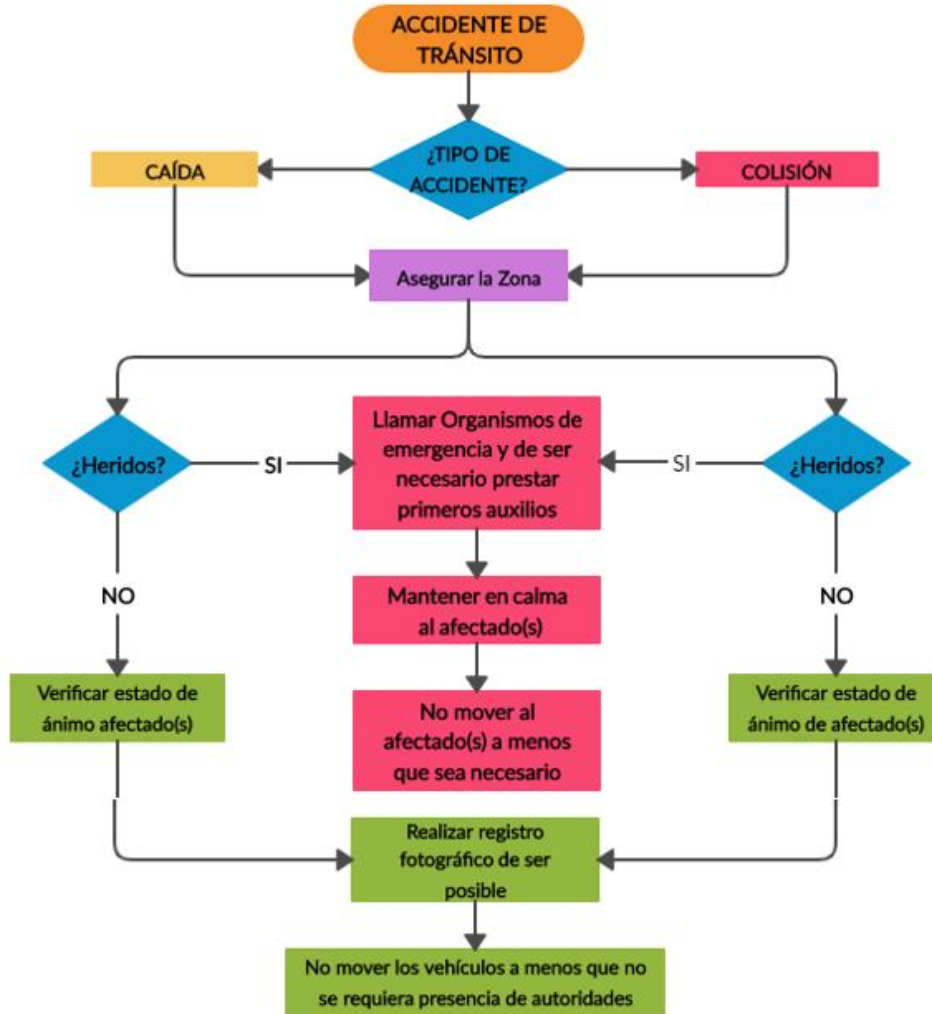 ACCIDENTE DE
TRÁNSITO
¿TIPO DE
ACCIDENTE?
CAÍDA
COLISIÓN
Asegurar la Zona
¿Heridos?
SI
Llamar Organismos de
emergencia y de ser
necesario prestar
primeros auxilios
SI
¿Heridos?
NO
Mantener en calma
al afectado(s)
NO
Verificar estado de
ánimo afectado(s)
No mover al
afectado(s) a menos
que sea necesario
Verificar estado de
ánimo de afectado(s)
Realizar registro
fotográfico de ser
posible
No mover los vehículos a menos que no
se requiera presencia de autoridades